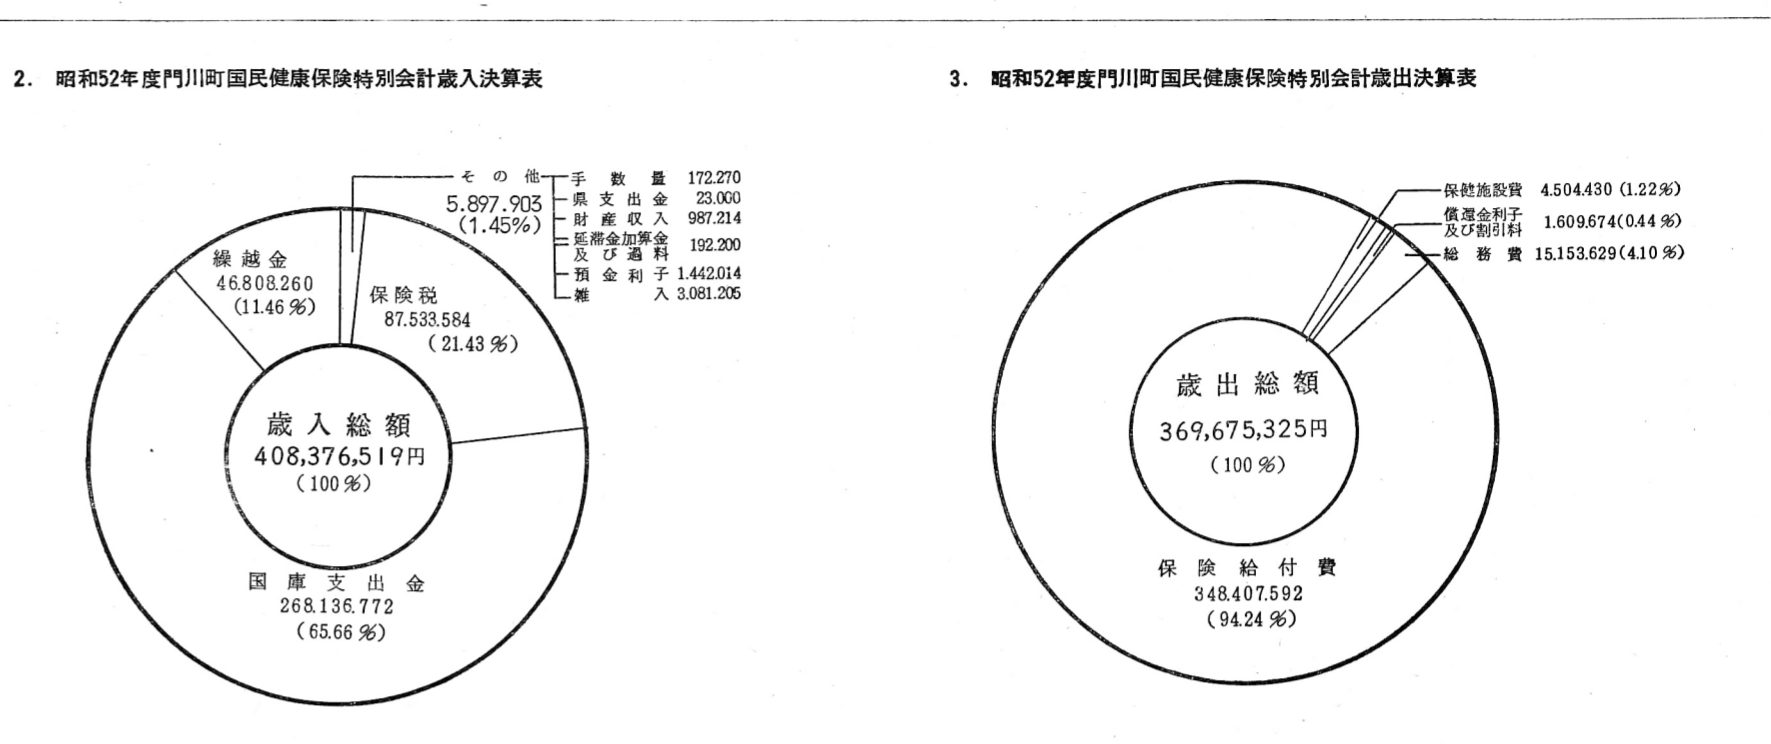 2. 昭和52年度門川町国民健康保険特別会計歳入決算表
その他
5.897.903
(1.45%)
手数量 172.270
県支出金 23.000
財産収入 987.214
延滞金加算金
及び過料 192.200
預金利子 1.442.014
雑入 3.081.205
繰越金
46.808.260
(11.46%)
保険税
87.533.584
(21.43%)
歳入総額
408,376,519円
(100%)
国庫支出金
268.136.772
(65.66%)
3. 昭和52年度門川町国民健康保険特別会計歳出決算表
保健施設費 4.504.430 (1.22%)
償還金利子
及び割引料 1.609.674(0.44%)
総務費 15.153.629(4.10%)
歳出総額
369,675,325円
(100%)
保険給付費
348.407.592
(94.24%)